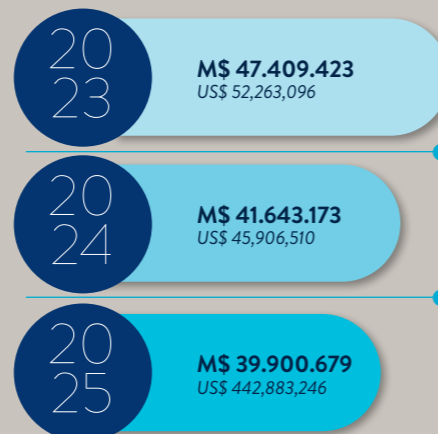 20
23
M$ 47.409.423
US$ 52,263,096
20
24
M$ 41.643.173
US$ 45,906,510
20
25
M$ 39.900.679
US$ 442,883,246